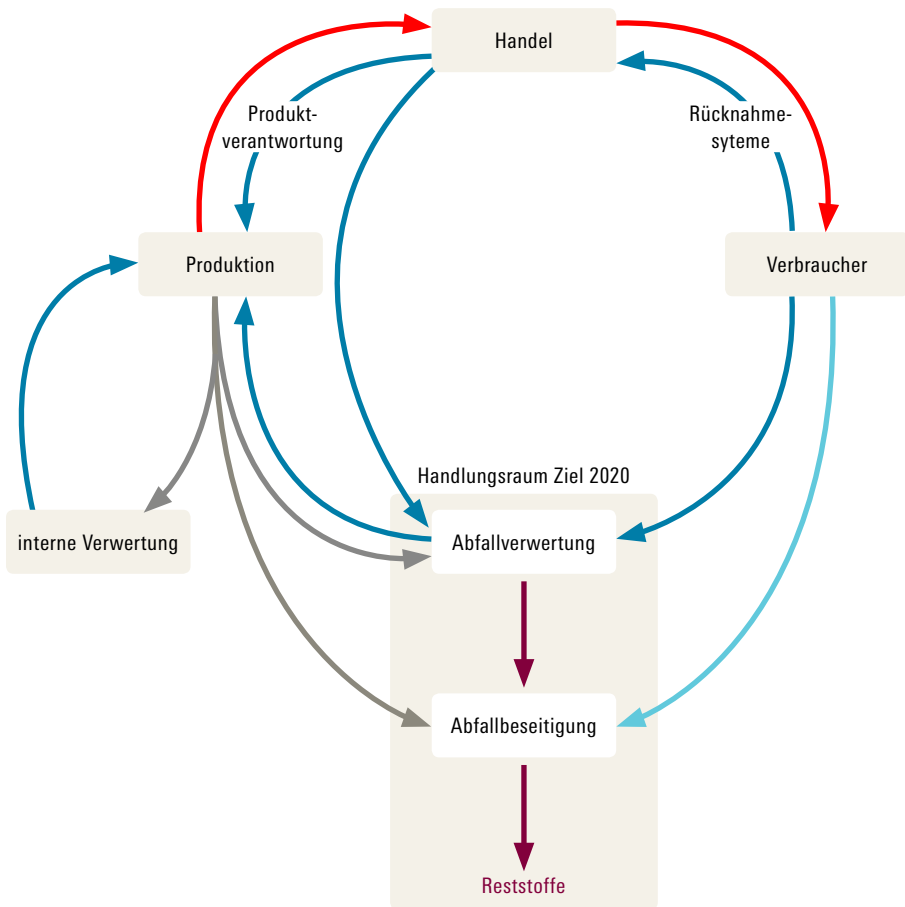 Handel
Produkt-
verantwortung
Rücknahme-
syteme
Produktion
Verbraucher
Handlungsraum Ziel 2020
interne Verwertung
Abfallverwertung
Abfallbeseitigung
Reststoffe